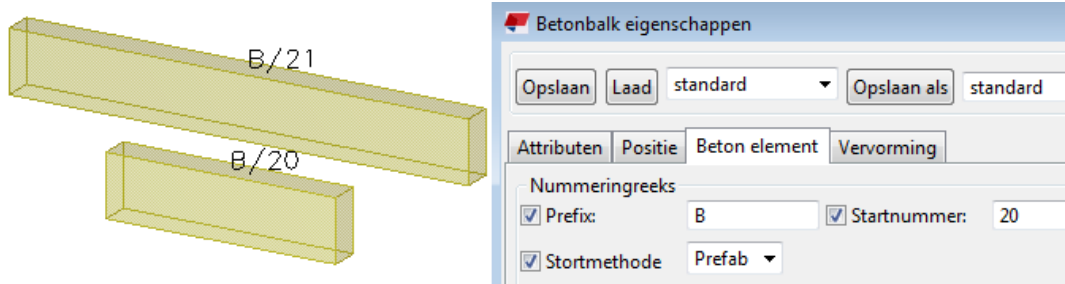 B/21
B/20
Betonbalk eigenschappen
Opslaan Laad standard Opslaan als standard
Attributen Positie Beton element Vervorming
Nummeringreeks
Prefix: B Startnummer: 20
Stortmethode Prefab